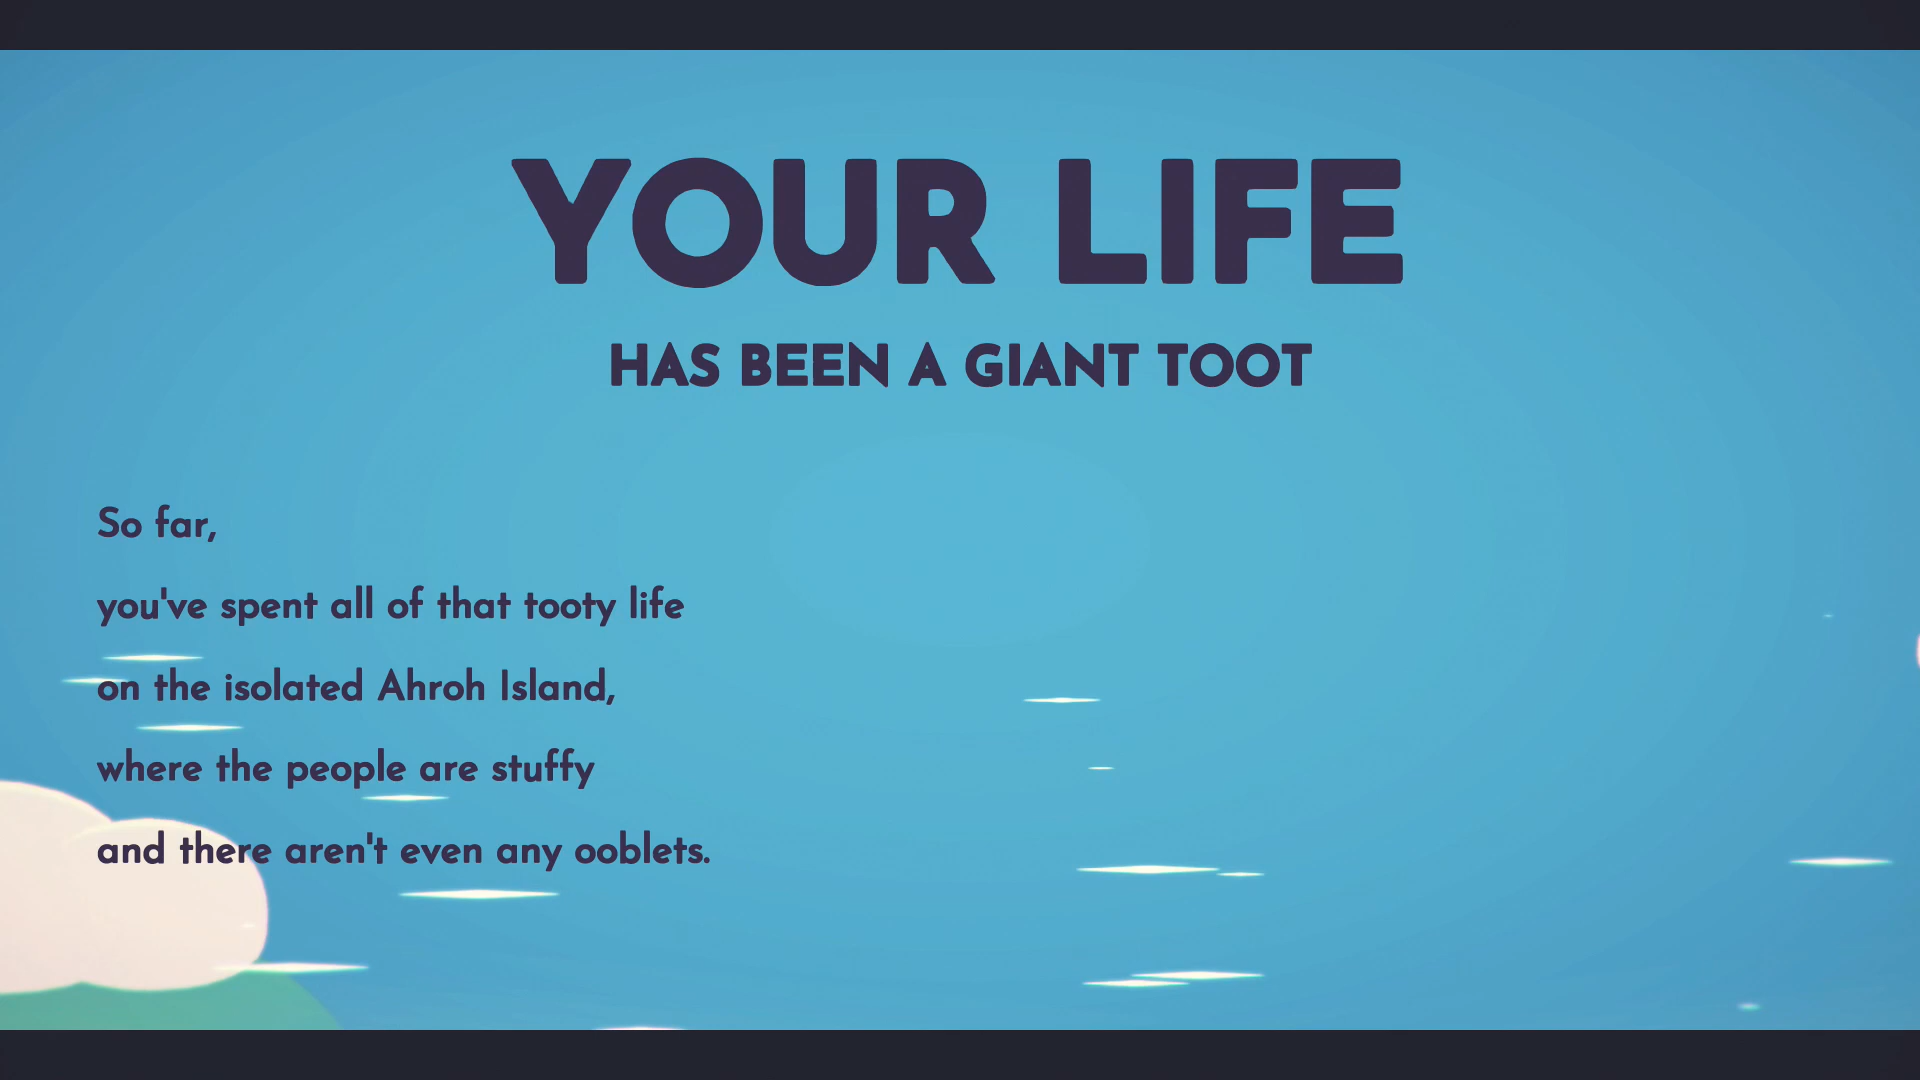 YOUR LIFE
HAS BEEN A GIANT TOOT
So far,
you've spent all of that tooty life
on the isolated Ahroh Island,
where the people are stuffy
and there aren't even any ooblets.